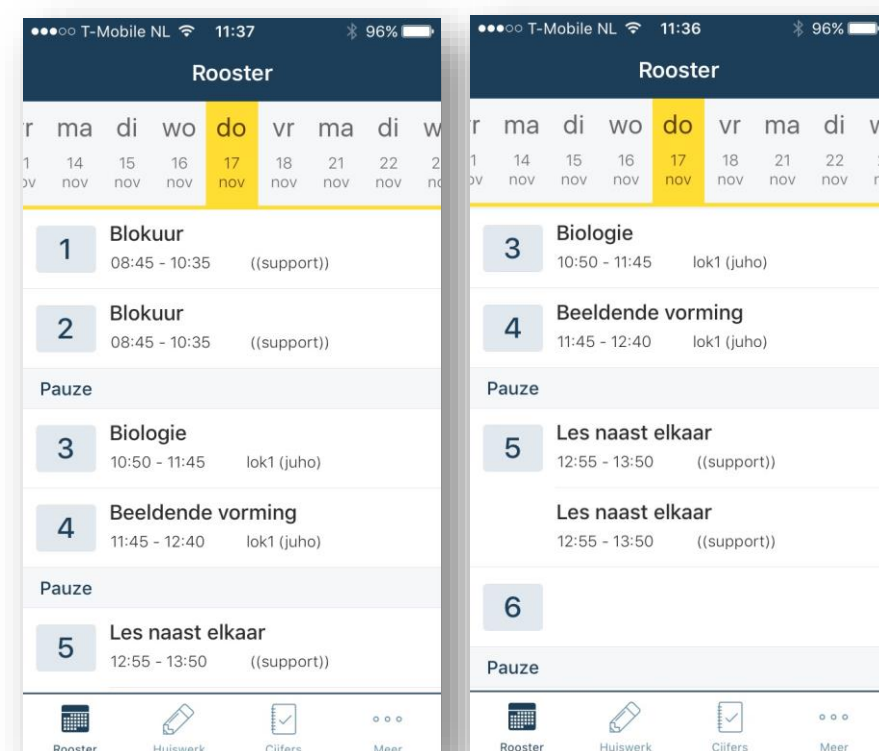 T-Mobile NL 11:37 96%
Rooster
ma di wo do vr ma di
14 15 16 17 18 21 22
nov nov nov nov nov nov nov
1 Blokuur
08:45 - 10:35 ((support))
2 Blokuur
08:45 - 10:35 ((support))
Pauze
3 Biologie
10:50 - 11:45 lok1 (juho)
4 Beeldende vorming
11:45 - 12:40 lok1 (juho)
Pauze
5 Les naast elkaar
12:55 - 13:50 ((support))
Rooster Huiswerk Cijfers Meer
T-Mobile NL 11:36 96%
Rooster
ma di wo do vr ma di
14 15 16 17 18 21 22
nov nov nov nov nov nov nov
3 Biologie
10:50 - 11:45 lok1 (juho)
4 Beeldende vorming
11:45 - 12:40 lok1 (juho)
Pauze
5 Les naast elkaar
12:55 - 13:50 ((support))
Les naast elkaar
12:55 - 13:50 ((support))
6
Pauze
Rooster Huiswerk Cijfers Meer